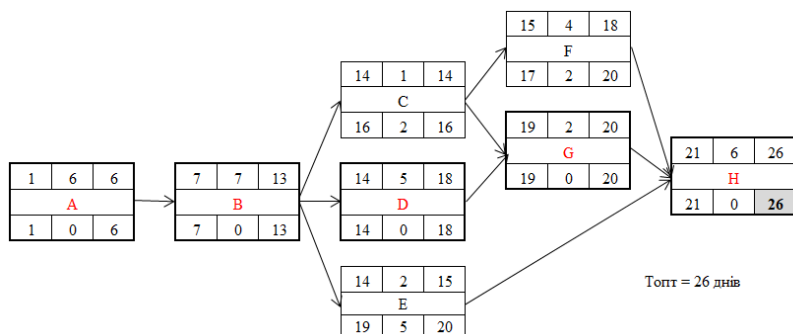 15 4 18
F
17 2 20
14 1 14
C
16 2 16
19 2 20
G
19 0 20
1 6 6
A
1 0 6
7 7 13
B
7 0 13
14 5 18
D
14 0 18
21 6 26
H
21 0 26
14 2 15
E
19 5 20
Tопт = 26 днів